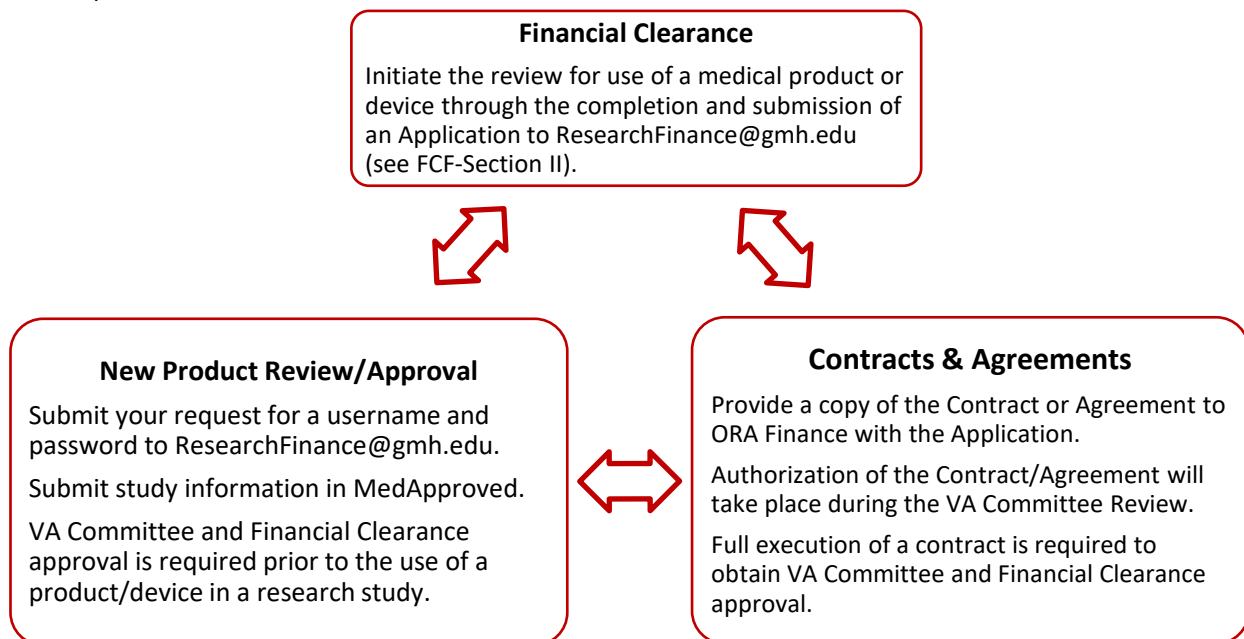 Financial Clearance
Initiate the review for use of a medical product or
device through the completion and submission of
an Application to ResearchFinance@gmh.edu
(see FCF-Section II).
New Product Review/Approval
Submit your request for a username and
password to ResearchFinance@gmh.edu.
Submit study information in MedApproved.
VA Committee and Financial Clearance
approval is required prior to the use of a
product/device in a research study.
Contracts & Agreements
Provide a copy of the Contract or Agreement to
ORA Finance with the Application.
Authorization of the Contract/Agreement will
take place during the VA Committee Review.
Full execution of a contract is required to
obtain VA Committee and Financial Clearance
approval.